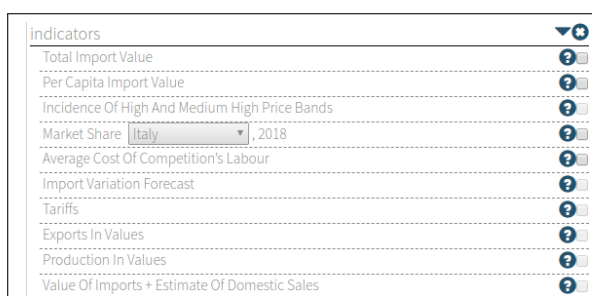 indicators
Total Import Value
Per Capita Import Value
Incidence Of High And Medium High Price Bands
Market Share Italy , 2018
Average Cost Of Competition's Labour
Import Variation Forecast
Tariffs
Exports In Values
Production In Values
Value Of Imports + Estimate Of Domestic Sales